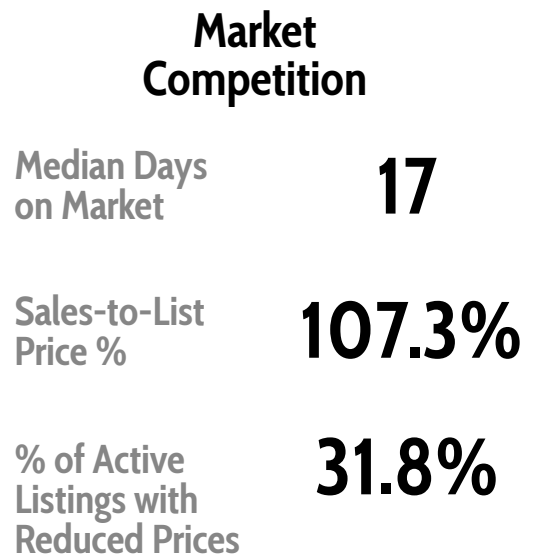 Market
Competition
Median Days
on Market
17
Sales-to-List
Price %
107.3%
% of Active
Listings with
Reduced Prices
31.8%